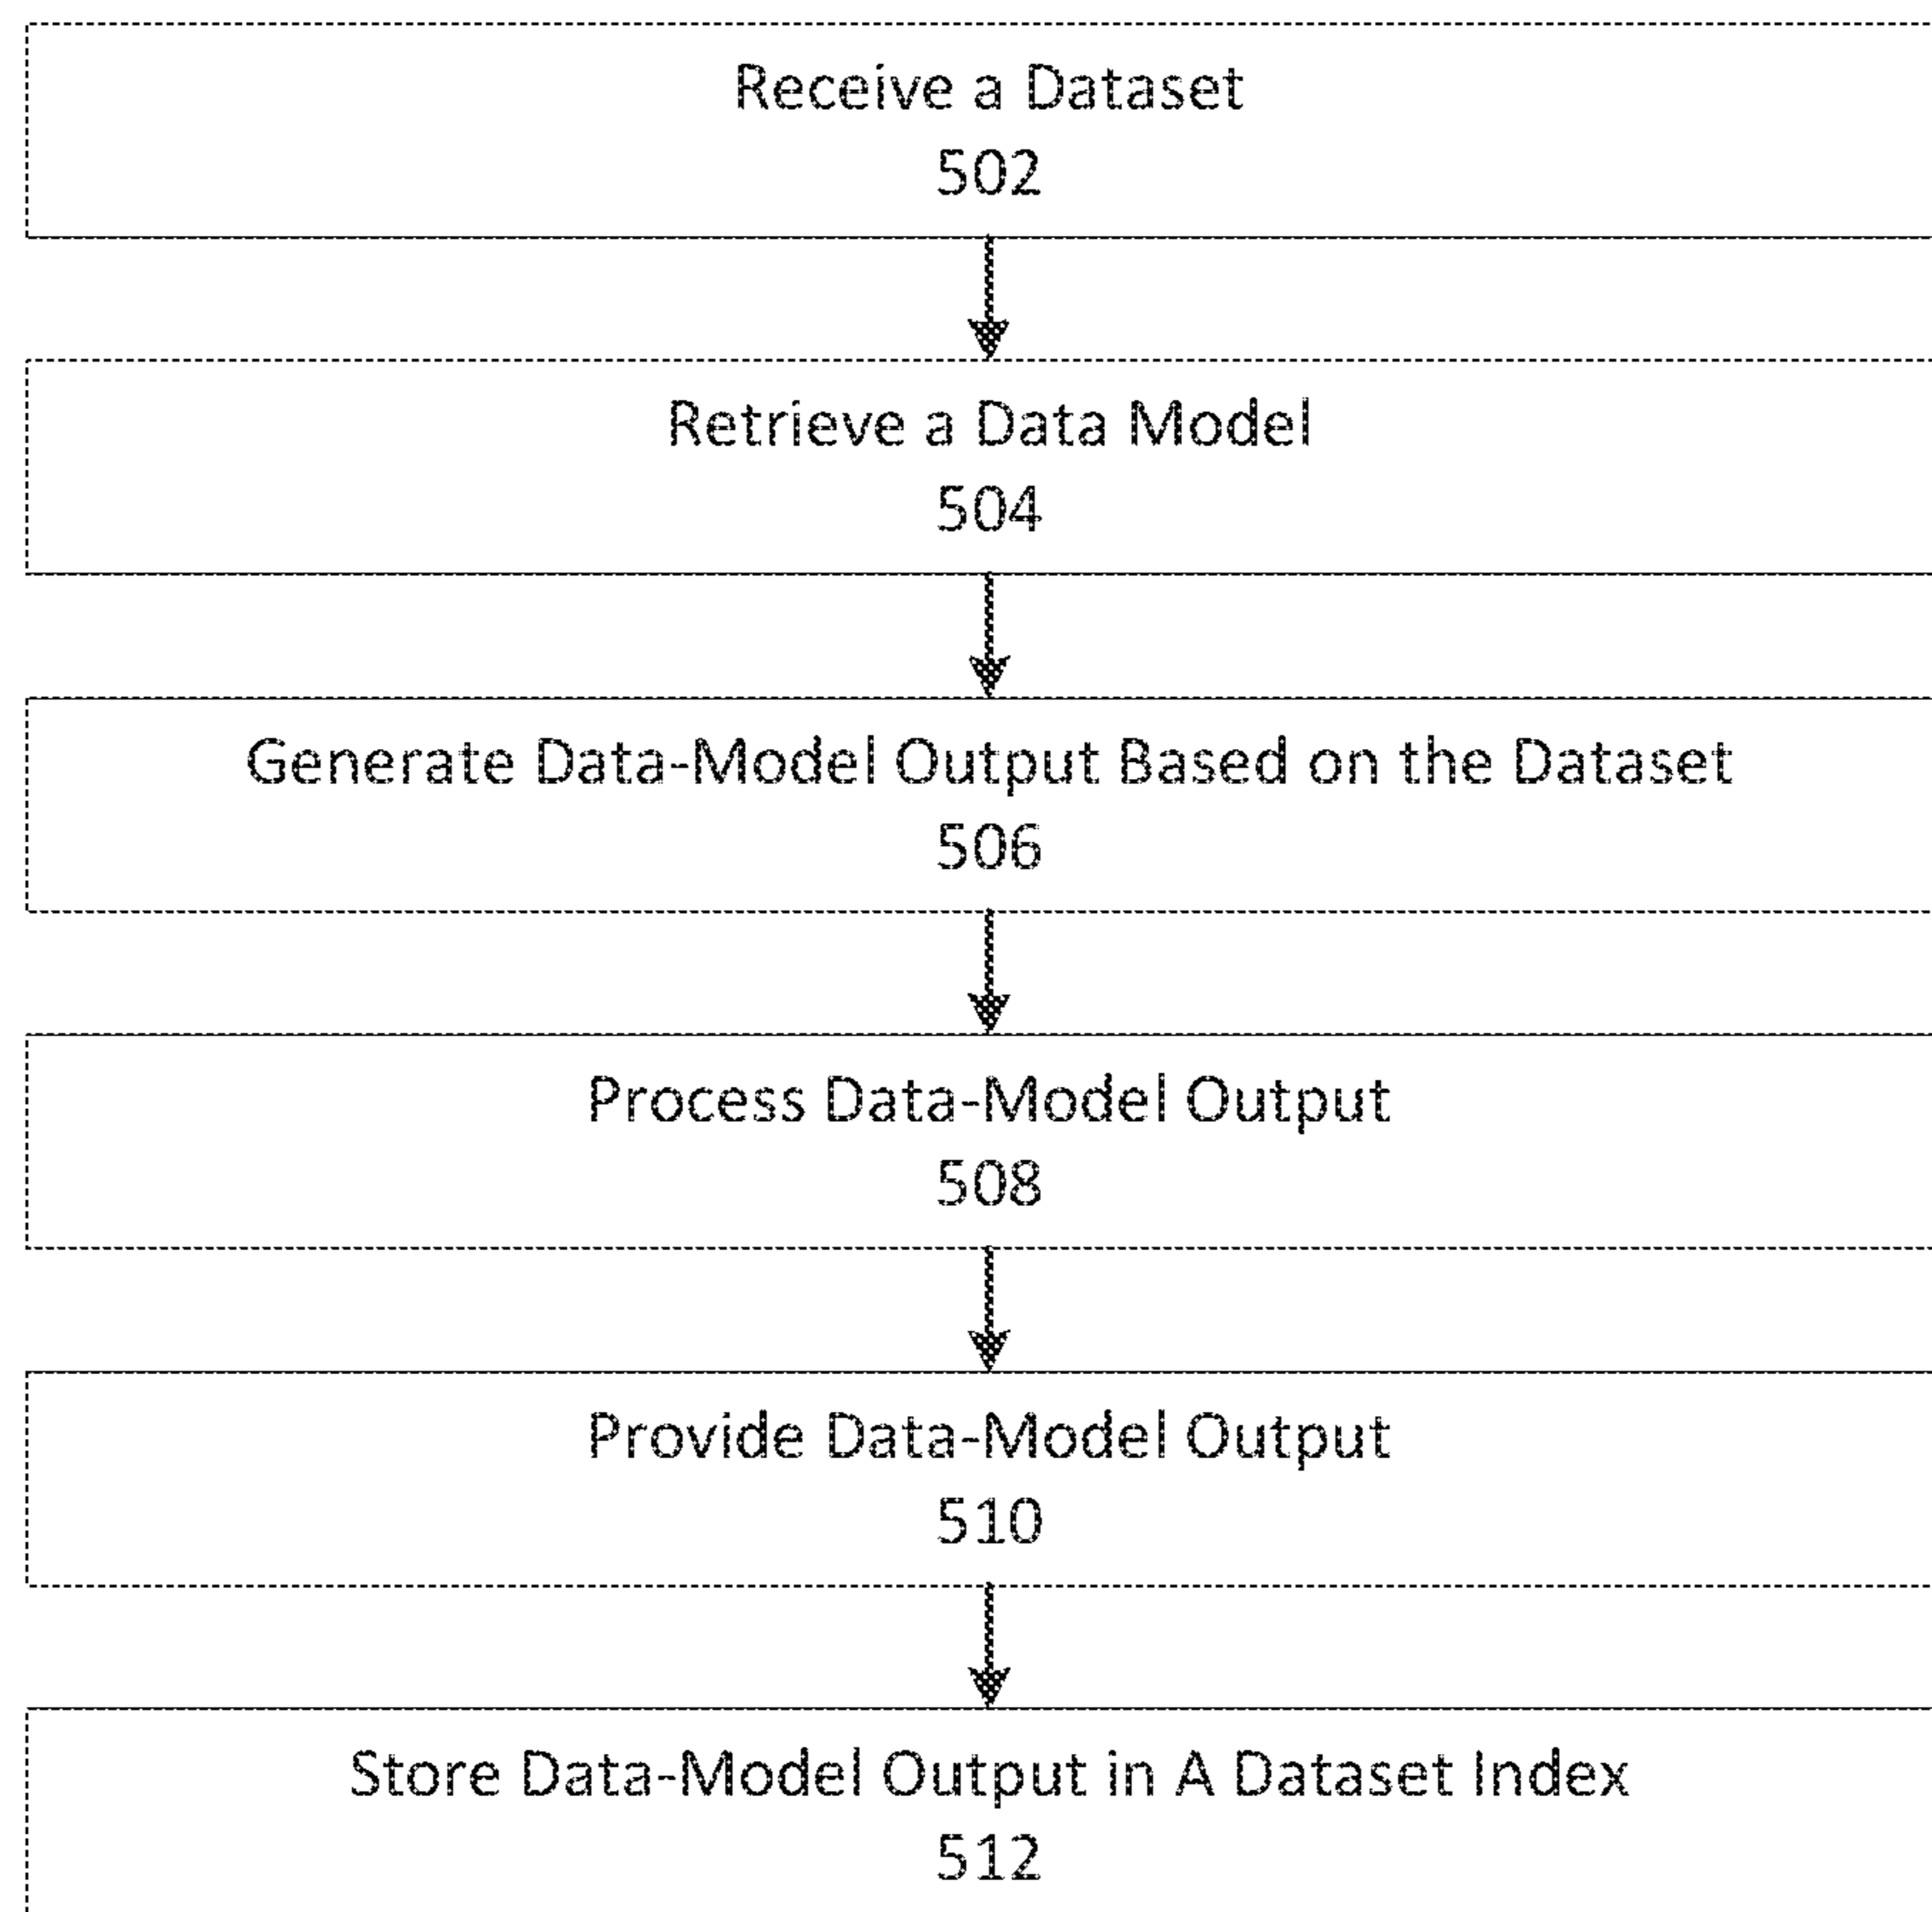 Receive a Dataset
502
Retrieve a Data Model
504
Generate Data-Model Output Based on the Dataset
506
Process Data-Model Output
508
Provide Data-Model Output
510
Store Data-Model Output in A Dataset Index
512